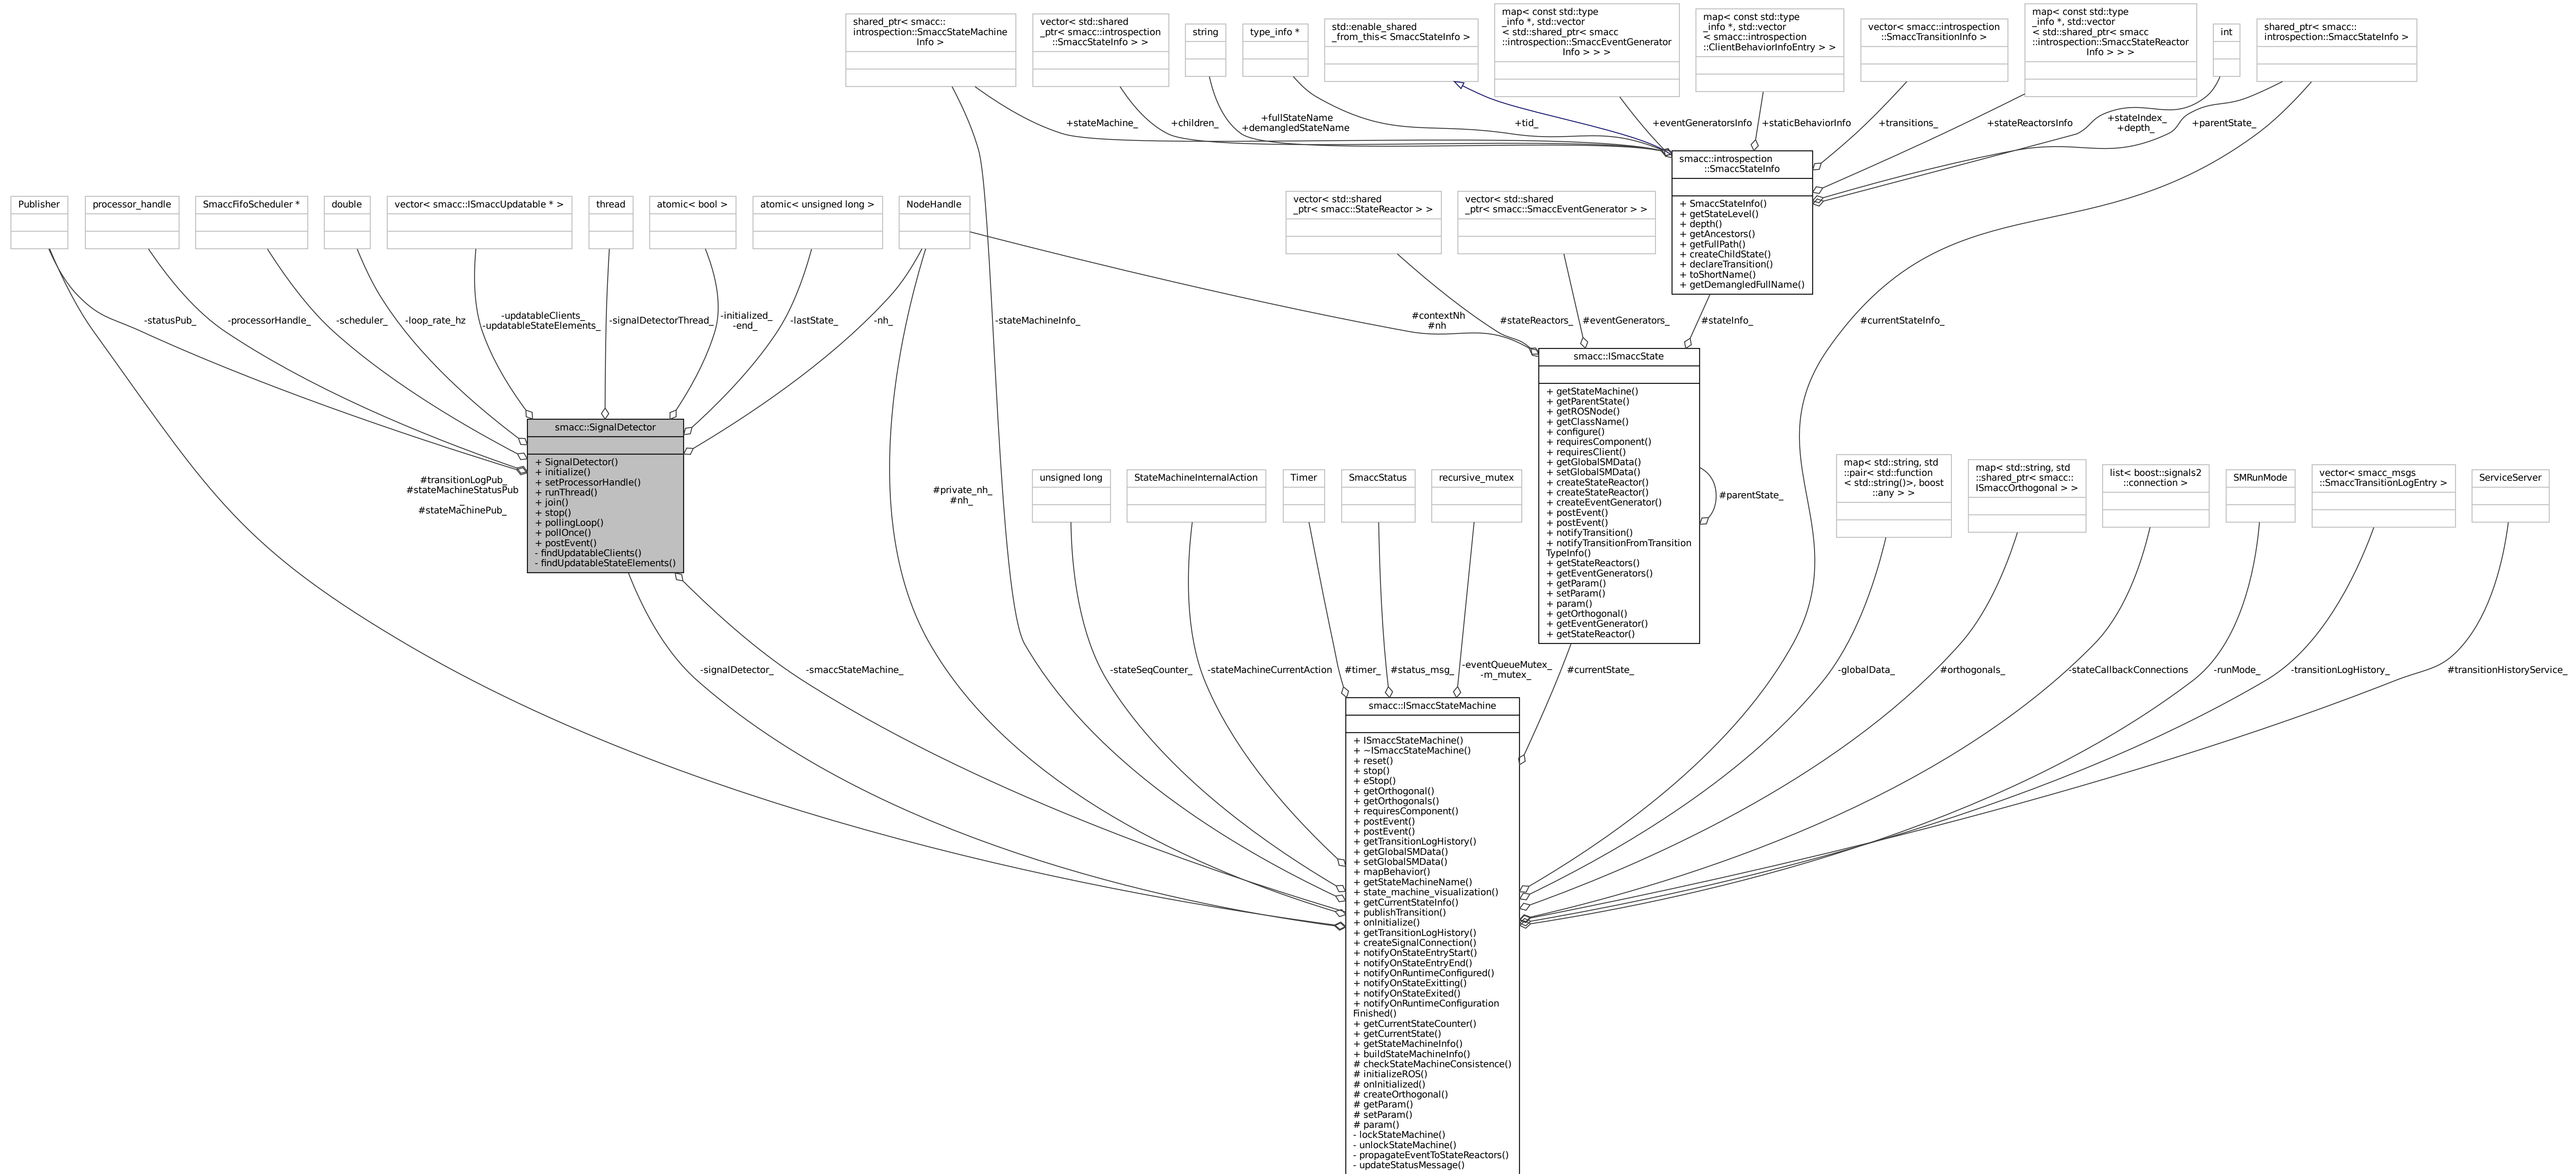 shared_ptr< smacc::
introspection::SmaccStateMachine
Info >
vector< std::shared
_ptr< smacc::introspection
::SmaccStateInfo > >
string
type_info *
std::enable_shared
_from_this< SmaccStateInfo >
map< const std::type
_info *, std::vector
< std::shared_ptr< smacc
::introspection::SmaccEventGenerator
Info > > >
map< const std::type
_info *, std::vector
< smacc::introspection
::ClientBehaviorInfoEntry > >
vector< smacc::introspection
::SmaccTransitionInfo >
map< const std::type
_info *, std::vector
< std::shared_ptr< smacc
::introspection::SmaccStateReactor
Info > > >
int
shared_ptr< smacc::
introspection::SmaccStateInfo >
+stateMachine_
+children_
+fullStateName
+demangledStateName
+tid_
+eventGeneratorsInfo
+staticBehaviorInfo
+transitions_
+stateReactorsInfo
+stateIndex_
+depth_
+parentState_
smacc::introspection
::SmaccStateInfo
+ SmaccStateInfo()
+ getStateLevel()
+ depth()
+ getAncestors()
+ getFullPath()
+ createChildState()
+ declareTransition()
+ toShortName()
+ getDemangledFullName()
Publisher
processor_handle
SmaccFifoScheduler *
double
vector< smacc::ISmaccUpdatable * >
thread
atomic< bool >
atomic< unsigned long >
NodeHandle
vector< std::shared
_ptr< smacc::StateReactor > >
vector< std::shared
_ptr< smacc::SmaccEventGenerator > >
-statusPub_
-processorHandle_
-scheduler_
-loop_rate_hz
-updatableClients_
-updatableStateElements_
-signalDetectorThread_
-initialized_
-end_
-lastState_
-nh_
-stateMachineInfo_
#contextNh
#nh
#stateReactors_
#eventGenerators_
#stateInfo_
#currentStateInfo_
smacc::ISmaccState
+ getStateMachine()
+ getParentState()
+ getROSNode()
+ getClassName()
+ configure()
+ requiresComponent()
+ requiresClient()
+ getGlobalSMData()
+ setGlobalSMData()
+ createStateReactor()
+ createStateReactor()
+ createEventGenerator()
+ postEvent()
+ postEvent()
+ notifyTransition()
+ notifyTransitionFromTransition
TypeInfo()
+ getStateReactors()
+ getEventGenerators()
+ getParam()
+ setParam()
+ param()
+ getOrthogonal()
+ getEventGenerator()
+ getStateReactor()
#parentState_
smacc::SignalDetector
+ SignalDetector()
+ initialize()
+ setProcessorHandle()
+ runThread()
+ join()
+ stop()
+ pollingLoop()
+ pollOnce()
+ postEvent()
- findUpdatableClients()
- findUpdatableStateElements()
#transitionLogPub_
#stateMachineStatusPub
_
#stateMachinePub_
#private_nh_
#nh_
unsigned long
StateMachineInternalAction
Timer
SmaccStatus
recursive_mutex
map< std::string, std
::pair< std::function
< std::string()>, boost
::any > >
map< std::string, std
::shared_ptr< smacc::
ISmaccOrthogonal > >
list< boost::signals2
::connection >
SMRunMode
vector< smacc_msgs
::SmaccTransitionLogEntry >
ServiceServer
-signalDetector_
-smaccStateMachine_
-stateSeqCounter_
-stateMachineCurrentAction
#timer_
#status_msg_
-eventQueueMutex_
-m_mutex_
#currentState_
-globalData_
#orthogonals_
-stateCallbackConnections
-runMode_
-transitionLogHistory_
#transitionHistoryService_
smacc::ISmaccStateMachine
+ ISmaccStateMachine()
+ ~ISmaccStateMachine()
+ reset()
+ stop()
+ eStop()
+ getOrthogonal()
+ getOrthogonals()
+ requiresComponent()
+ postEvent()
+ postEvent()
+ getTransitionLogHistory()
+ getGlobalSMData()
+ setGlobalSMData()
+ mapBehavior()
+ getStateMachineName()
+ state_machine_visualization()
+ getCurrentStateInfo()
+ publishTransition()
+ onInitialize()
+ getTransitionLogHistory()
+ createSignalConnection()
+ notifyOnStateEntryStart()
+ notifyOnStateEntryEnd()
+ notifyOnRuntimeConfigured()
+ notifyOnStateExitting()
+ notifyOnStateExited()
+ notifyOnRuntimeConfiguration
Finished()
+ getCurrentStateCounter()
+ getCurrentState()
+ getStateMachineInfo()
+ buildStateMachineInfo()
# checkStateMachineConsistence()
# initializeROS()
# onInitialized()
# createOrthogonal()
# getParam()
# setParam()
# param()
- lockStateMachine()
- unlockStateMachine()
- propagateEventToStateReactors()
- updateStatusMessage()